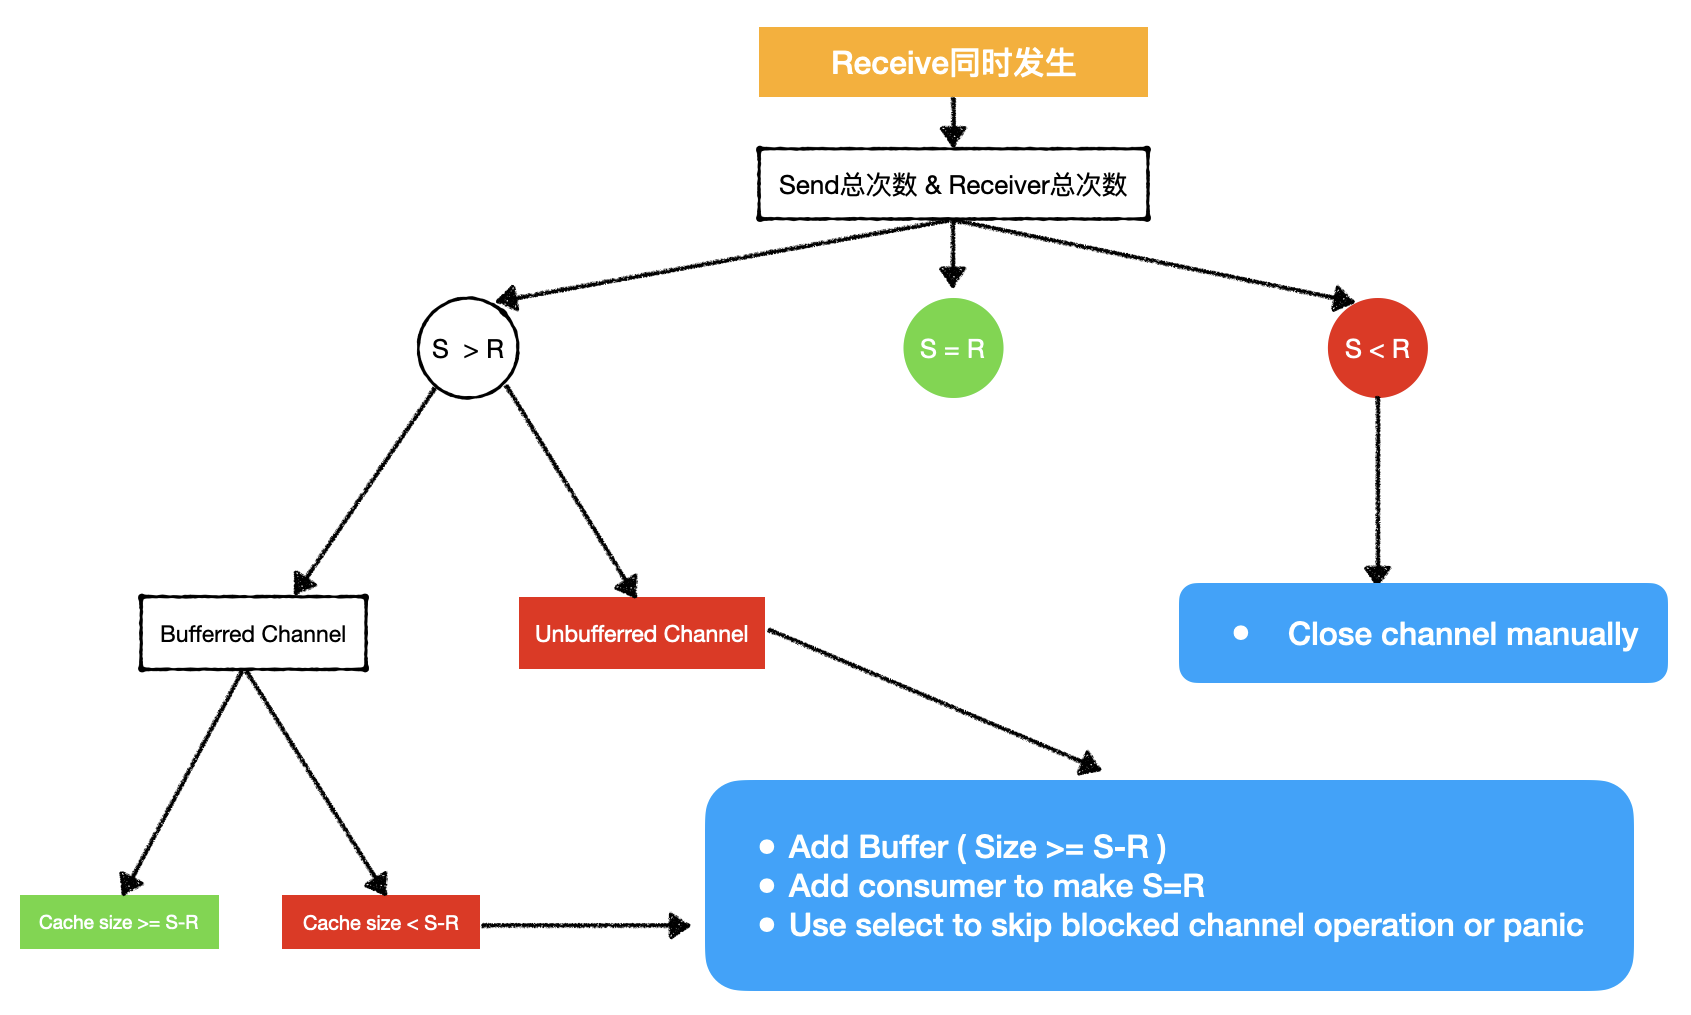 Receive同时发生
Send总次数 & Receiver总次数
S > R
S = R
S < R
Bufferred Channel
Unbufferred Channel
• Close channel manually
Cache size >= S-R
Cache size < S-R
• Add Buffer ( Size >= S-R )
• Add consumer to make S=R
• Use select to skip blocked channel operation or panic